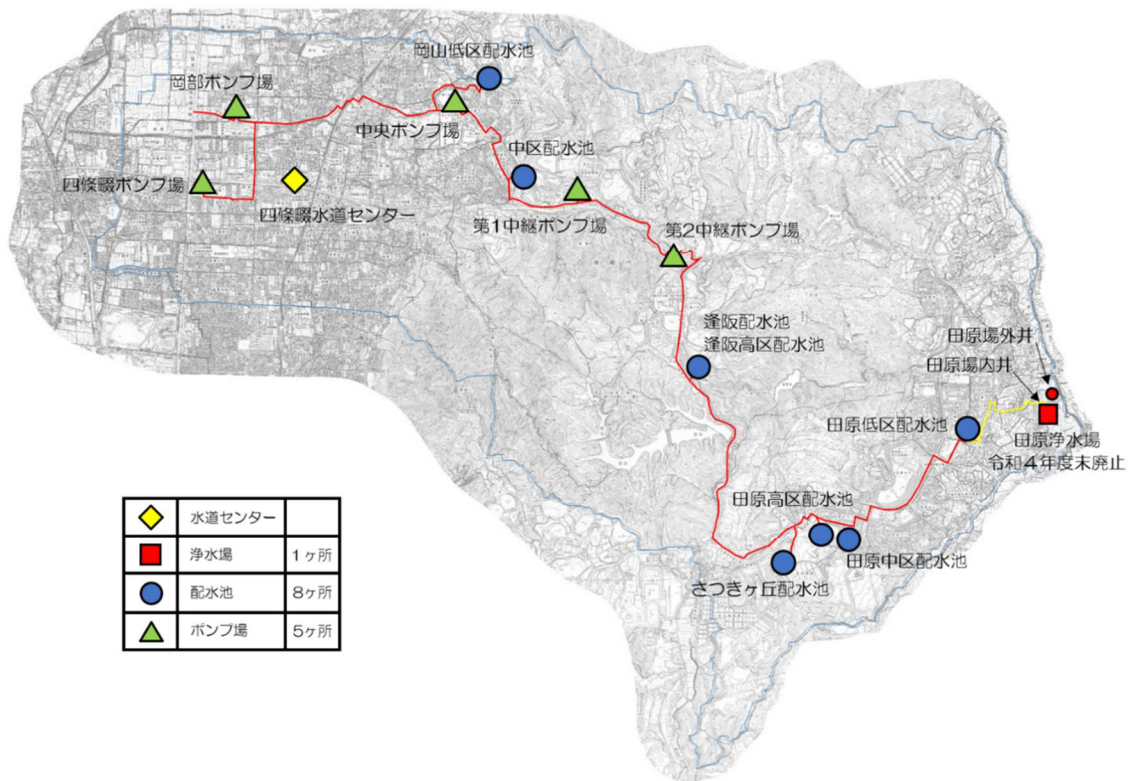 岡山低区配水池
岡部ポンプ場
中央ポンプ場
中区配水池
四條畷ポンプ場
四條畷水道センター
第1中継ポンプ場
第2中継ポンプ場
逢阪配水池
逢阪高区配水池
田原場外井
田原場内井
田原低区配水池
田原浄水場
令和4年度末廃止
田原高区配水池
田原中区配水池
さつきヶ丘配水池
水道センター
浄水場 1ヶ所
配水池 8ヶ所
ポンプ場 5ヶ所